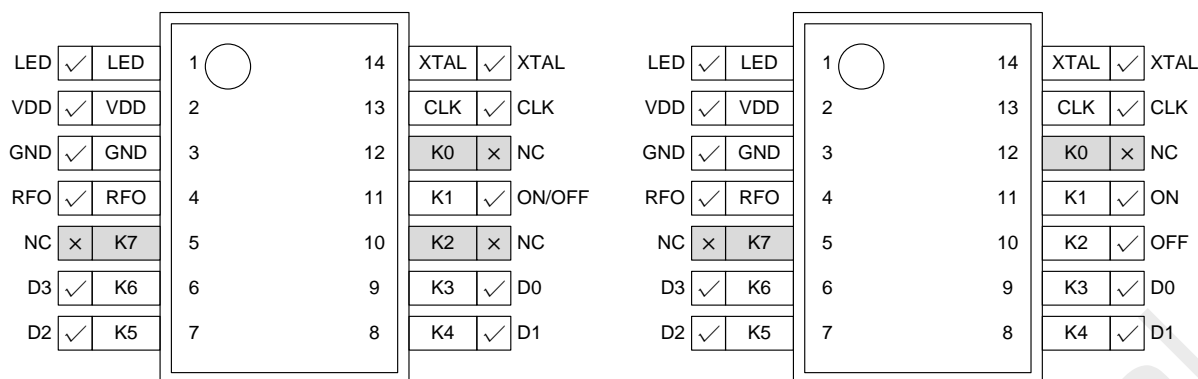 LED ✓ LED 1 14 XTAL ✓ XTAL LED ✓ LED 1 14 XTAL ✓ XTAL
VDD ✓ VDD 2 13 CLK ✓ CLK VDD ✓ VDD 2 13 CLK ✓ CLK
GND ✓ GND 3 12 K0 × NC GND ✓ GND 3 12 K0 × NC
RFO ✓ RFO 4 11 K1 ✓ ON/OFF RFO ✓ RFO 4 11 K1 ✓ ON
NC × K7 5 10 K2 × NC NC × K7 5 10 K2 ✓ OFF
D3 ✓ K6 6 9 K3 ✓ D0 D3 ✓ K6 6 9 K3 ✓ D0
D2 ✓ K5 7 8 K4 ✓ D1 D2 ✓ K5 7 8 K4 ✓ D1